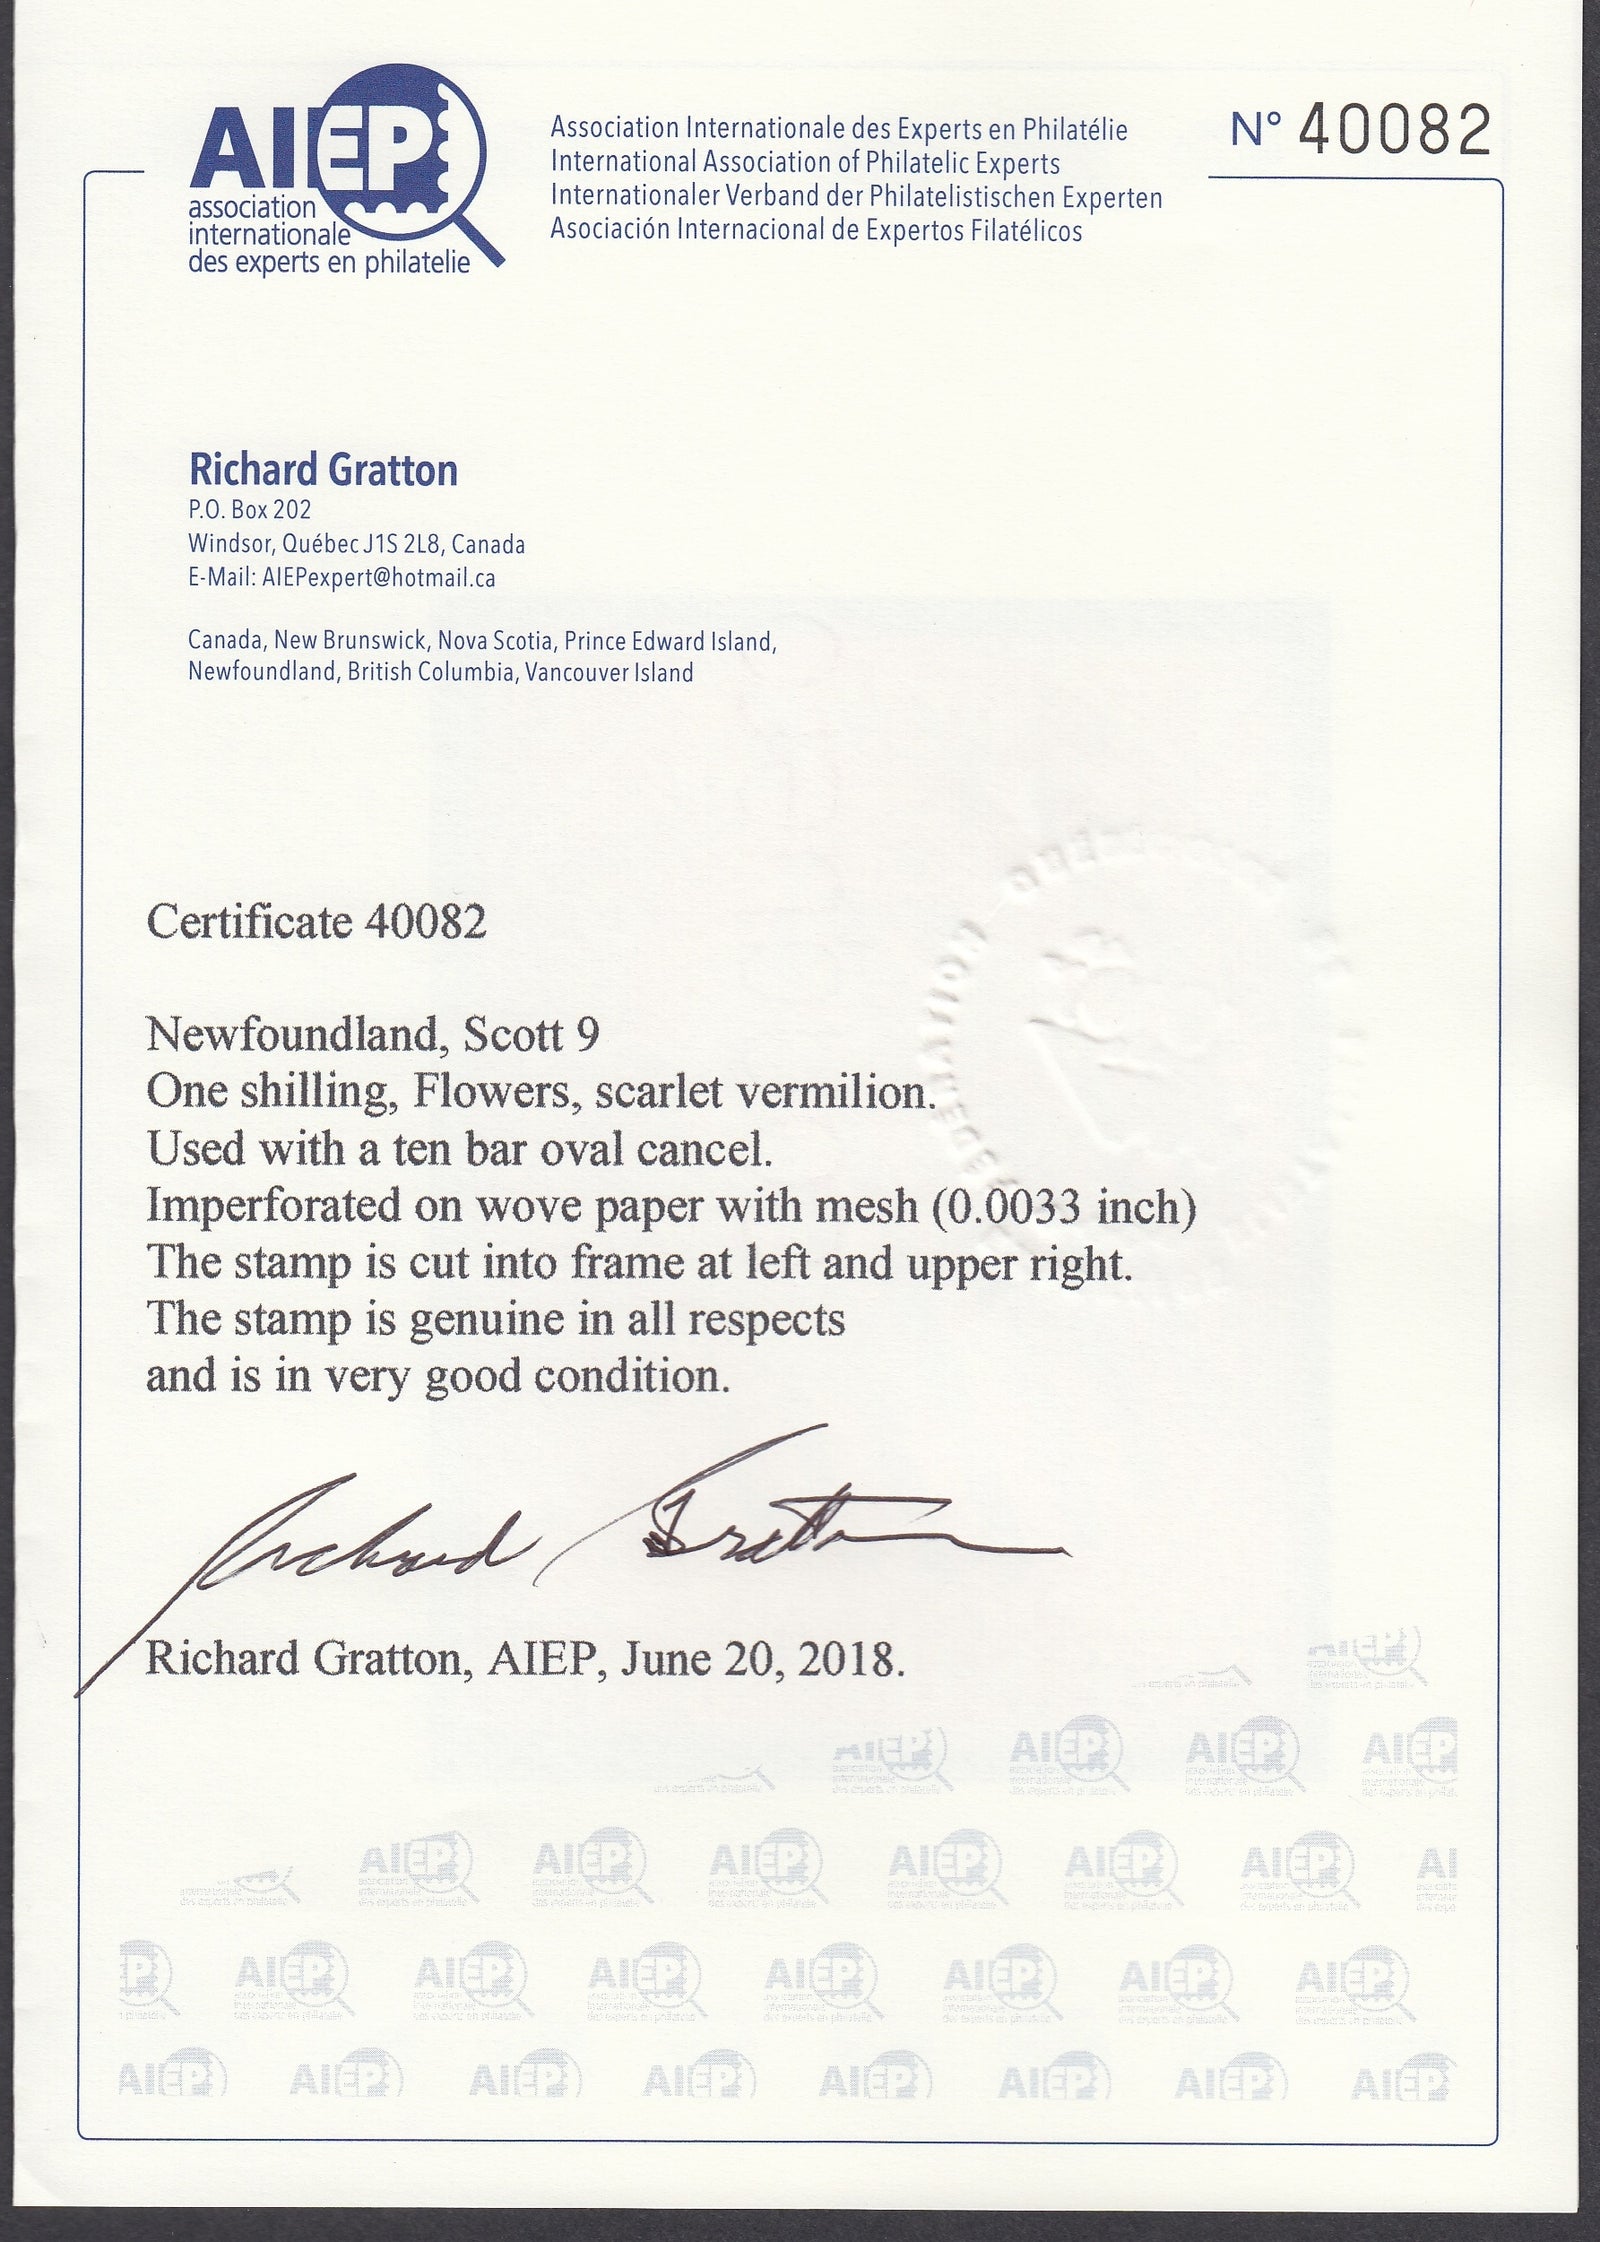 AIEP
association
internationale
des experts en philatelie
Association Internationale des Experts en Philatélie
International Association of Philatelic Experts
Internationaler Verband der Philatelistischen Experten
Asociación Internacional de Expertos Filatélicos
N° 40082
Richard Gratton
P.O. Box 202
Windsor, Québec J1S 2L8, Canada
E-Mail: AIEPexpert@hotmail.ca
Canada, New Brunswick, Nova Scotia, Prince Edward Island,
Newfoundland, British Columbia, Vancouver Island
Certificate 40082
Newfoundland, Scott 9
One shilling, Flowers, scarlet vermilion.
Used with a ten bar oval cancel.
Imperforated on wove paper with mesh (0.0033 inch)
The stamp is cut into frame at left and upper right.
The stamp is genuine in all respects
and is in very good condition.
Richard Gratton
Richard Gratton, AIEP, June 20, 2018.